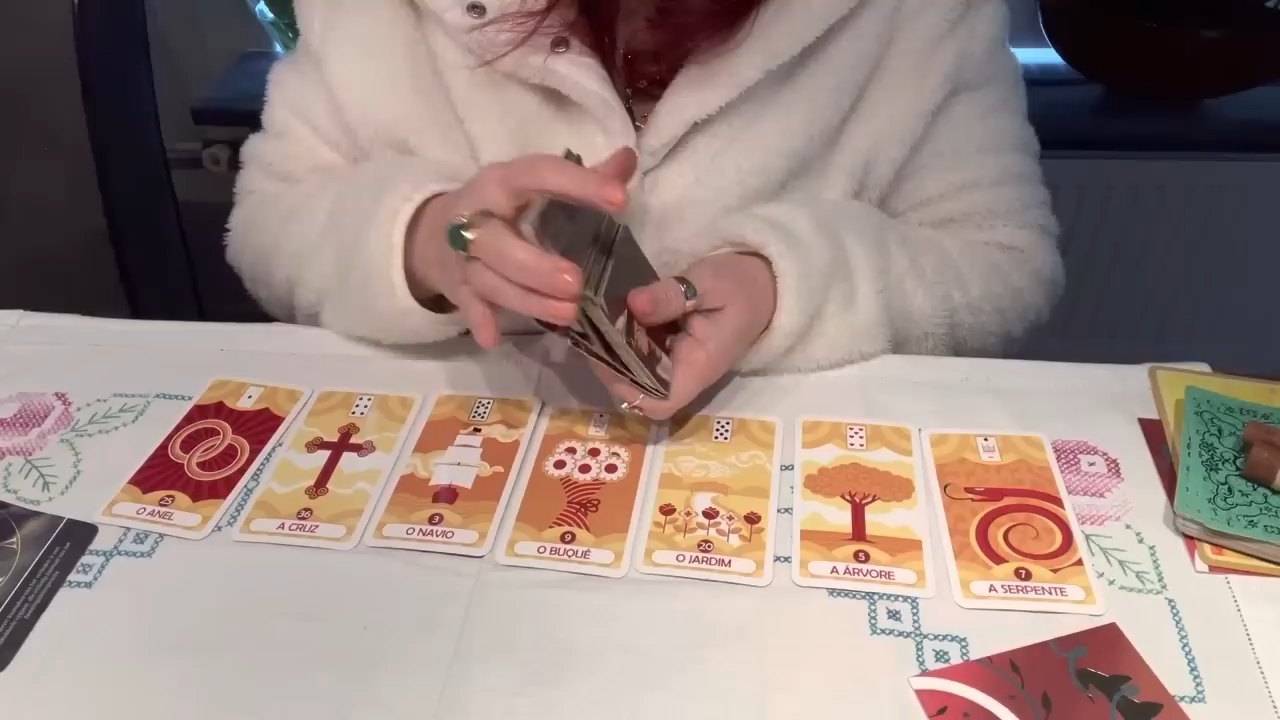 25
O ANEL
36
A CRUZ
3
O NAVIO
9
O BUQUÊ
20
O JARDIM
5
A ÁRVORE
7
A SERPENTE